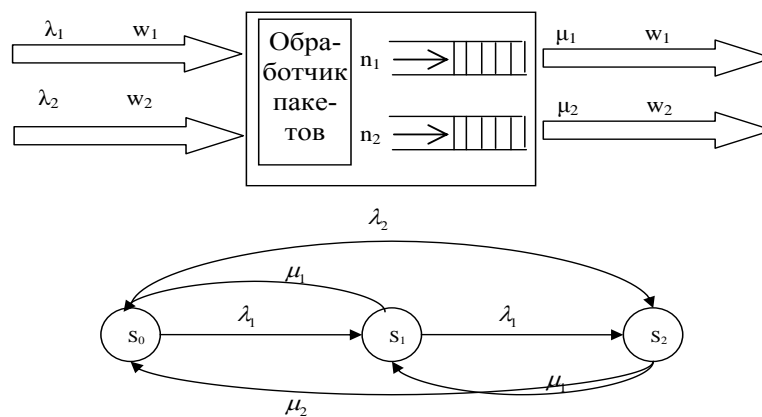 λ₁ w₁
λ₂ w₂
Обра-
ботчик
паке-
тов
n₁
n₂
μ₁ w₁
μ₂ w₂
λ₂
μ₁
λ₁ λ₁
S₀ S₁ S₂
μ₁
μ₂